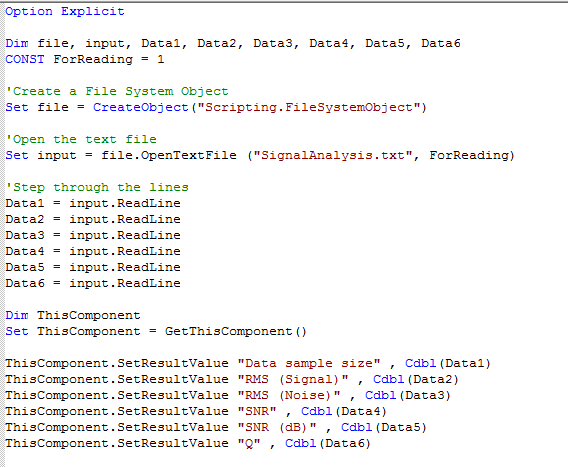 Option Explicit
Dim file, input, Data1, Data2, Data3, Data4, Data5, Data6
CONST ForReading = 1
'Create a File System Object
Set file = CreateObject("Scripting.FileSystemObject")
'Open the text file
Set input = file.OpenTextFile ("SignalAnalysis.txt", ForReading)
'Step through the lines
Data1 = input.ReadLine
Data2 = input.ReadLine
Data3 = input.ReadLine
Data4 = input.ReadLine
Data5 = input.ReadLine
Data6 = input.ReadLine
Dim ThisComponent
Set ThisComponent = GetThisComponent()
ThisComponent.SetResultValue "Data sample size" , Cdbl(Data1)
ThisComponent.SetResultValue "RMS (Signal)" , Cdbl(Data2)
ThisComponent.SetResultValue "RMS (Noise)" , Cdbl(Data3)
ThisComponent.SetResultValue "SNR" , Cdbl(Data4)
ThisComponent.SetResultValue "SNR (dB)" , Cdbl(Data5)
ThisComponent.SetResultValue "Q" , Cdbl(Data6)